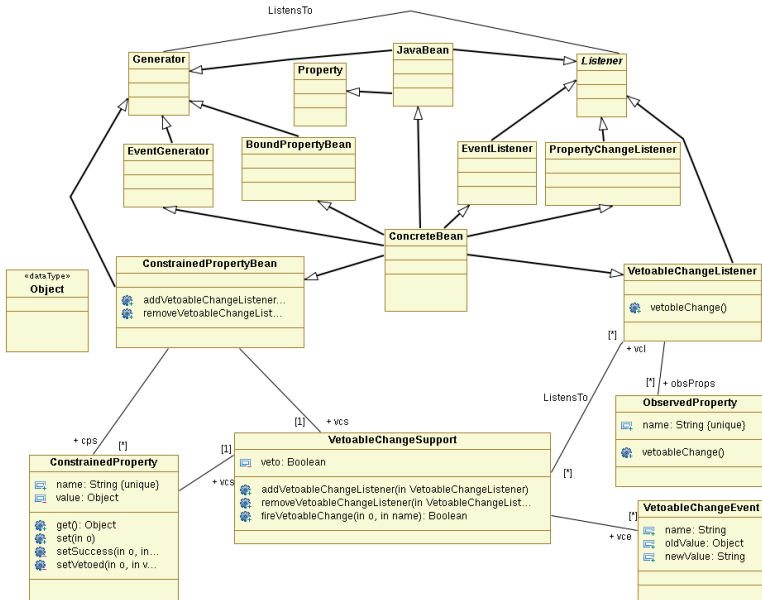 ListensTo
Generator
Property
JavaBean
Listener
EventGenerator
BoundPropertyBean
EventListener
PropertyChangeListener
ConcreteBean
«dataType»
Object
ConstrainedPropertyBean
addVetoableChangeListener...
removeVetoableChangeList...
VetoableChangeListener
vetobleChange()
[*]
+ vcl
ListensTo
[*]
+ obsProps
ObservedProperty
name: String {unique}
vetoableChange()
+ cps
[*]
[1]
+ vcs
[1]
+ vcs
ConstrainedProperty
name: String {unique}
value: Object
get(): Object
set(in o)
setSuccess(in o, in...
setVetoed(in o, in v...
VetoableChangeSupport
veto: Boolean
addVetoableChangeListener(in VetoableChangeListener)
removeVetoableChangeListener(in VetoableChangeList...
fireVetoableChange(in o, in name): Boolean
[*]
[*]
+ vce
VetoableChangeEvent
name: String
oldValue: Object
newValue: String